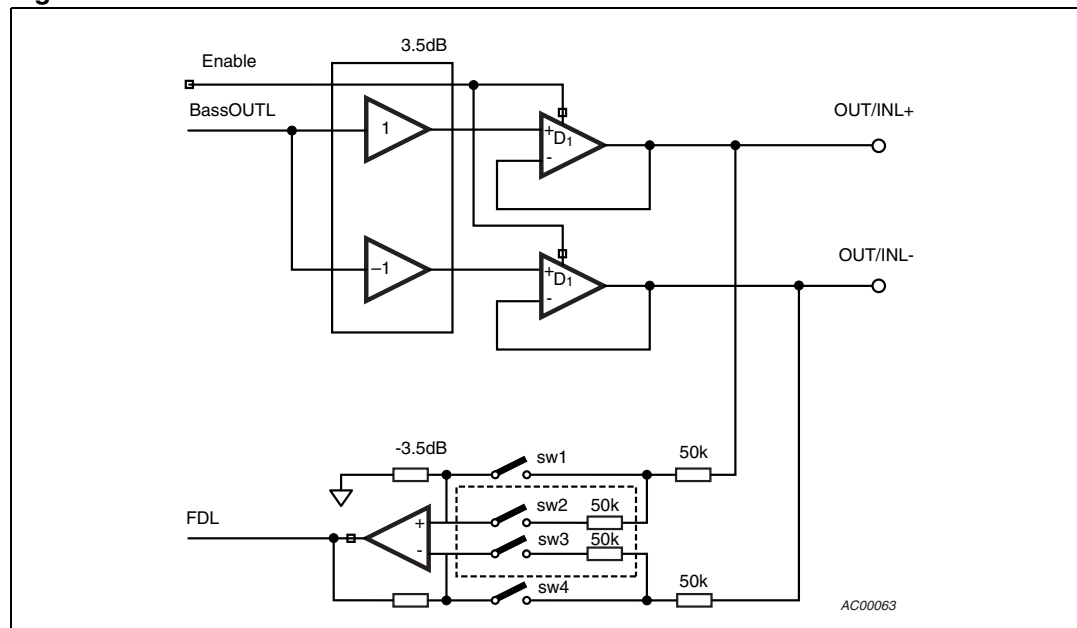 3.5dB
Enable
BassOUTL
OUT/INL+
1
+
D1
-
OUT/INL-
–1
+
D1
-
-3.5dB
sw1
50k
sw2
50k
FDL
+
sw3
50k
-
sw4
50k
AC00063